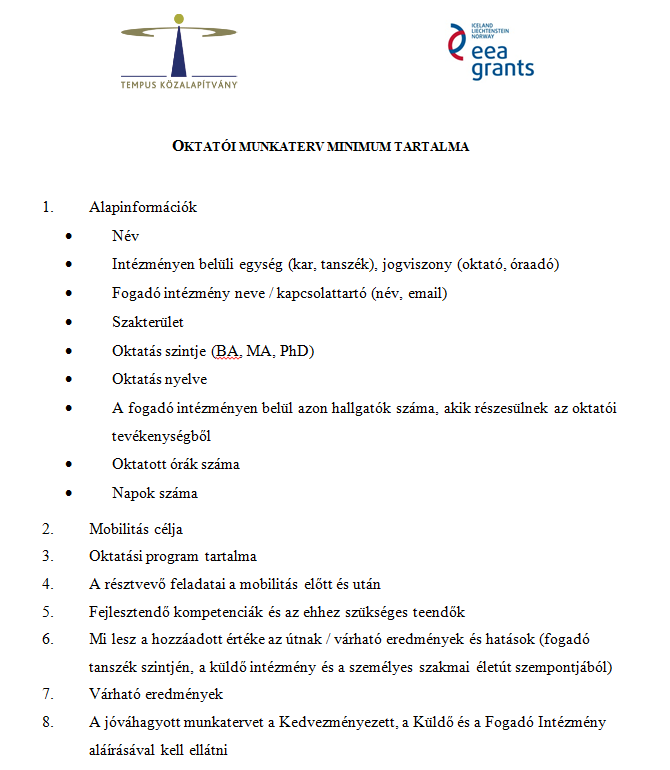 TEMPUS KÖZALAPÍTVÁNY
ICELAND
LIECHTENSTEIN
NORWAY
eea
grants
OKTATÓI MUNKATERV MINIMUM TARTALMA
1. Alapinformációk
• Név
• Intézményen belüli egység (kar, tanszék), jogviszony (oktató, óraadó)
• Fogadó intézmény neve / kapcsolattartó (név, email)
• Szakterület
• Oktatás szintje (BA, MA, PhD)
• Oktatás nyelve
• A fogadó intézményen belül azon hallgatók száma, akik részesülnek az oktatói
tevékenységből
• Oktatott órák száma
• Napok száma
2. Mobilitás célja
3. Oktatási program tartalma
4. A résztvevő feladatai a mobilitás előtt és után
5. Fejlesztendő kompetenciák és az ehhez szükséges teendők
6. Mi lesz a hozzáadott értéke az útnak / várható eredmények és hatások (fogadó
tanszék szintjén, a küldő intézmény és a személyes szakmai életút szempontjából)
7. Várható eredmények
8. A jóváhagyott munkatervet a Kedvezményezett, a Küldő és a Fogadó Intézmény
aláírásával kell ellátni